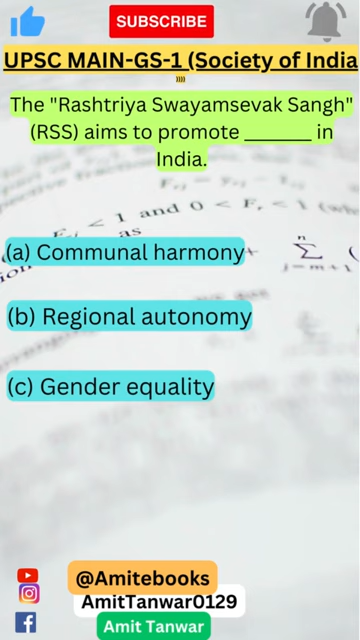 SUBSCRIBE
UPSC MAIN-GS-1 (Society of India
))))
The "Rashtriya Swayamsevak Sangh"
(RSS) aims to promote ______ in
India.
(a) Communal harmony
(b) Regional autonomy
(c) Gender equality
@Amitebooks
AmitTanwar0129
Amit Tanwar